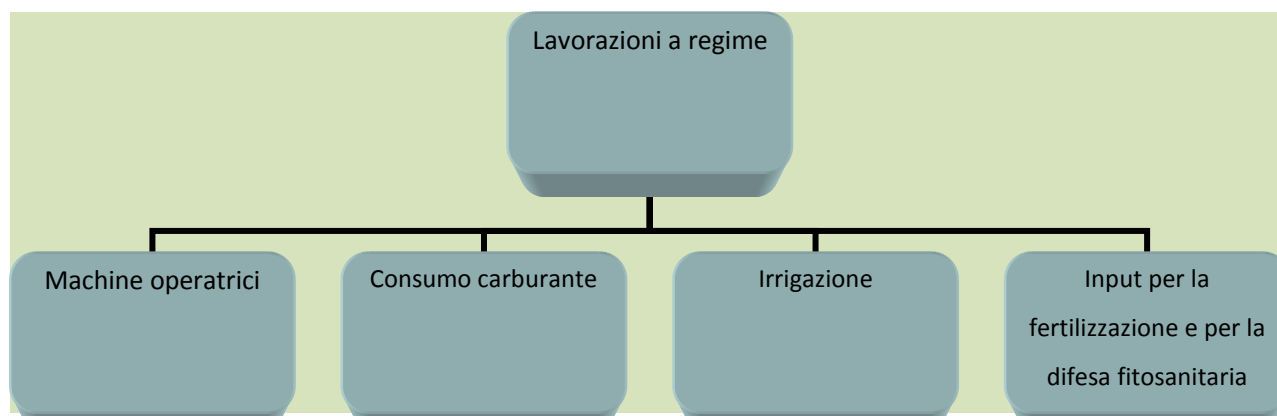 Lavorazioni a regime
Machine operatrici
Consumo carburante
Irrigazione
Input per la
fertilizzazione e per la
difesa fitosanitaria